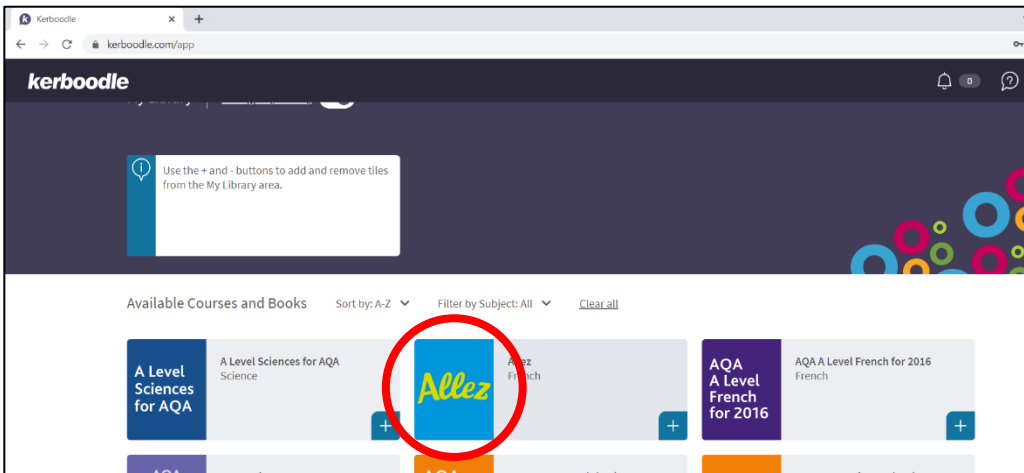 Kerboodle
kerboodle.com/app
kerboodle
0
Use the + and - buttons to add and remove tiles
from the My Library area.
Available Courses and Books Sort by: A-Z Filter by Subject: All Clear all
A Level
Sciences
for AQA
A Level Sciences for AQA
Science
+
Allez
Allez
French
+
AQA
A Level
French
for 2016
AQA A Level French for 2016
French
+
AQA